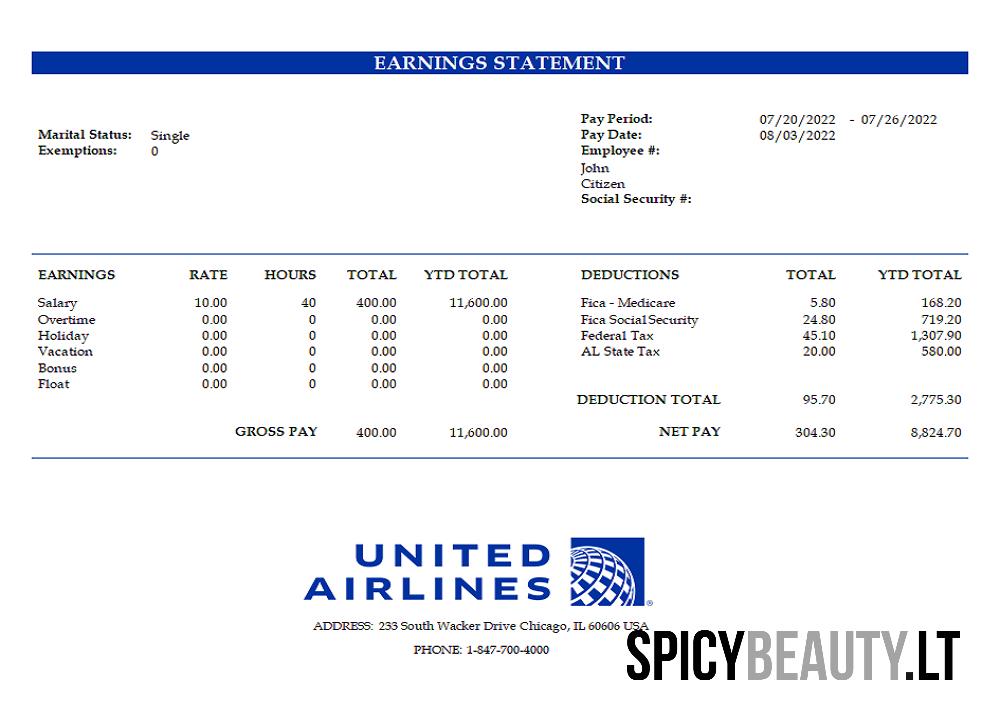 EARNINGS STATEMENT
Pay Period: 07/20/2022 - 07/26/2022
Marital Status: Single
Pay Date: 08/03/2022
Exemptions: 0
Employee #:
John
Citizen
Social Security #:
EARNINGS RATE HOURS TOTAL YTD TOTAL DEDUCTIONS TOTAL YTD TOTAL
Salary 10.00 40 400.00 11,600.00 Fica - Medicare 5.80 168.20
Overtime 0.00 0 0.00 0.00 Fica Social Security 24.80 719.20
Holiday 0.00 0 0.00 0.00 Federal Tax 45.10 1,307.90
Vacation 0.00 0 0.00 0.00 AL State Tax 20.00 580.00
Bonus 0.00 0 0.00 0.00
Float 0.00 0 0.00 0.00
DEDUCTION TOTAL 95.70 2,775.30
GROSS PAY 400.00 11,600.00 NET PAY 304.30 8,824.70
UNITED
AIRLINES ®
ADDRESS: 233 South Wacker Drive Chicago, IL 60606 USA
PHONE: 1-847-700-4000
SPICYBEAUTY.LT